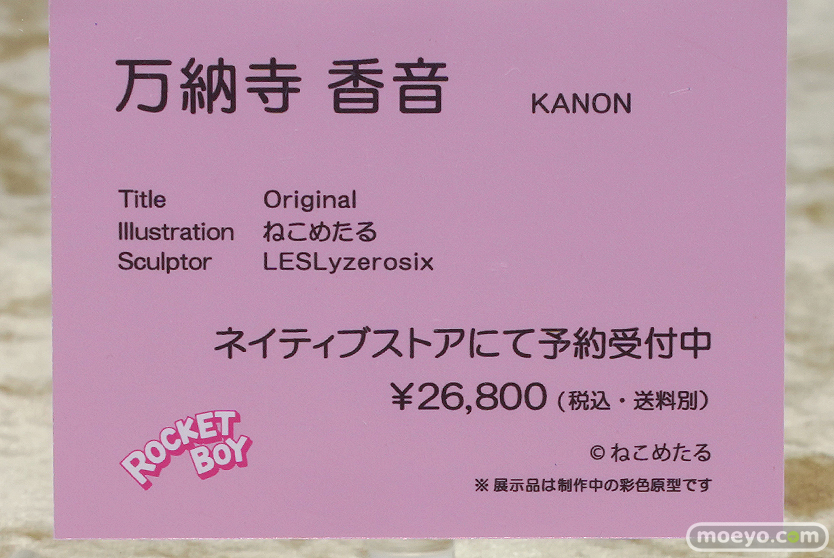 万納寺 香音 KANON
Title Original
Illustration ねこめたる
Sculptor LESLyzerosix
ネイティブストアにて予約受付中
¥26,800（税込・送料別）
ROCKET
BOY
©ねこめたる
※展示品は制作中の彩色原型です
moeyo.com